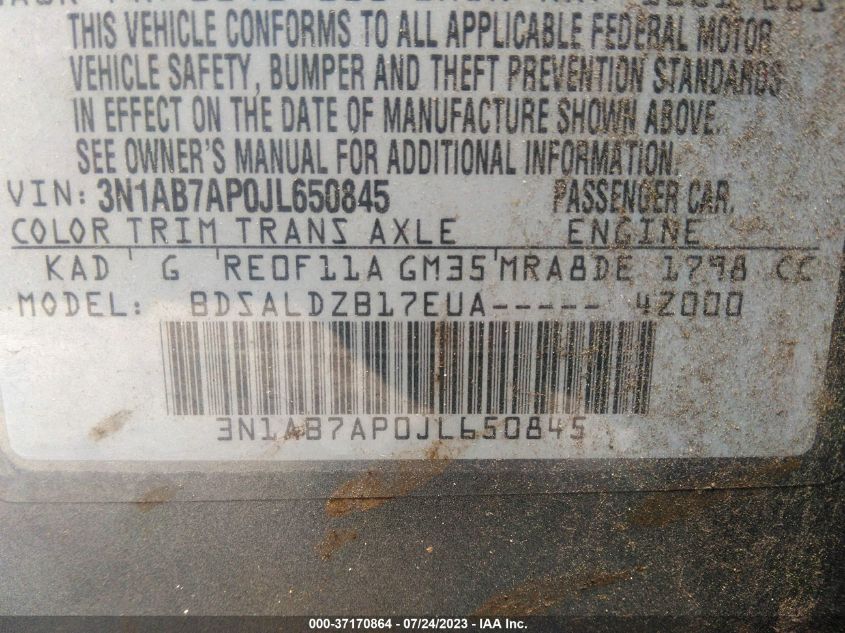 THIS VEHICLE CONFORMS TO ALL APPLICABLE FEDERAL MOTOR
VEHICLE SAFETY, BUMPER AND THEFT PREVENTION STANDARDS
IN EFFECT ON THE DATE OF MANUFACTURE SHOWN ABOVE.
SEE OWNER'S MANUAL FOR ADDITIONAL INFORMATION.
VIN: 3N1AB7AP0JL650845 PASSENGER CAR.
COLOR TRIM TRANS AXLE ENGINE
KAD G RE0F11A GM35 MRA8DE 1798 CC
MODEL: BDSALDZB17EUA----- 4Z000
3N1AB7AP0JL650845
000-37170864 / 07/24/2023 - IAA Inc.